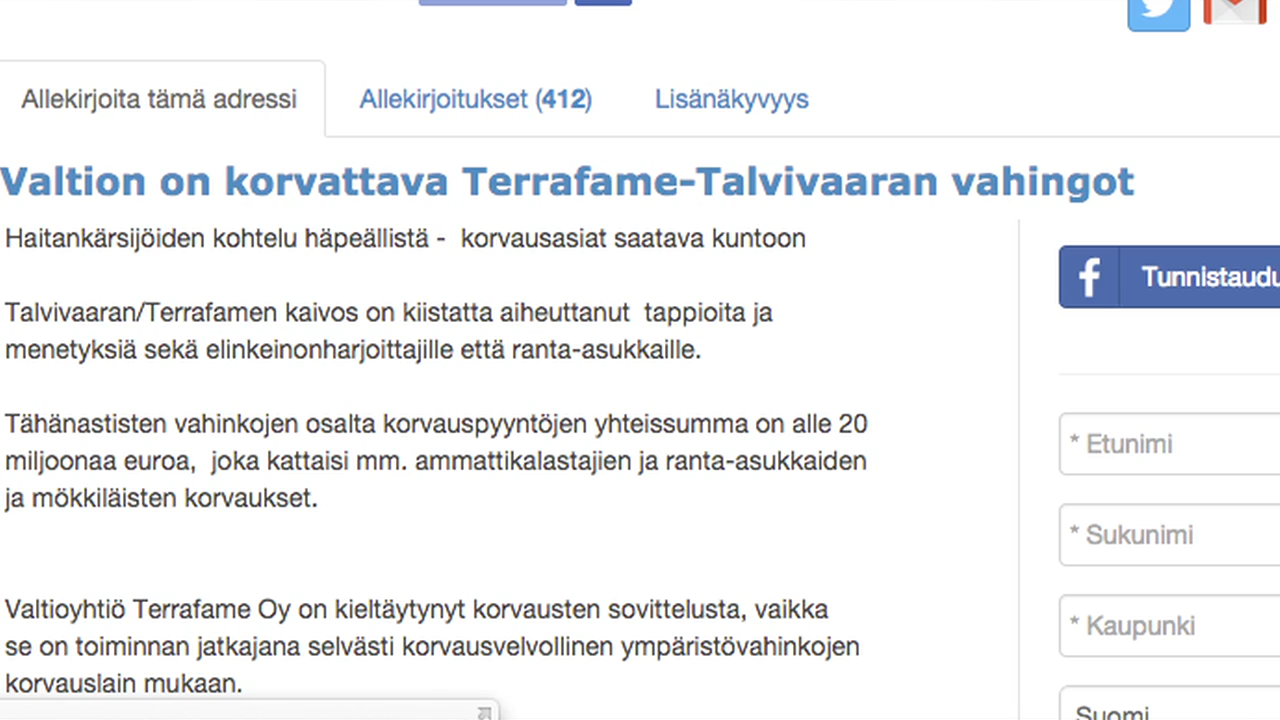 Allekirjoita tämä adressi
Allekirjoitukset (412)
Lisänäkyvyys
Valtion on korvattava Terrafame-Talvivaaran vahingot
Haitankärsijöiden kohtelu häpeällistä - korvausasiat saatava kuntoon
Talvivaaran/Terrafamen kaivos on kiistatta aiheuttanut tappioita ja
menetyksiä sekä elinkeinonharjoittajille että ranta-asukkaille.
Tähänastisten vahinkojen osalta korvauspyyntöjen yhteissumma on alle 20
miljoonaa euroa, joka kattaisi mm. ammattikalastajien ja ranta-asukkaiden
ja mökkiläisten korvaukset.
Valtioyhtiö Terrafame Oy on kieltäytynyt korvausten sovittelusta, vaikka
se on toiminnan jatkajana selvästi korvausvelvollinen ympäristövahinkojen
korvauslain mukaan.
f
* Etunimi
* Sukunimi
* Kaupunki
Suomi